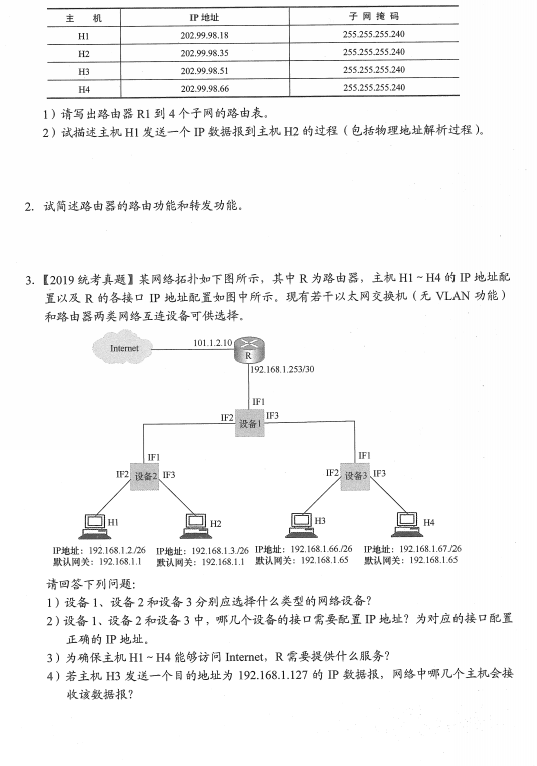 主 机 IP 地址 子 网 掩 码
H1 202.99.98.18 255.255.255.240
H2 202.99.98.35 255.255.255.240
H3 202.99.98.51 255.255.255.240
H4 202.99.98.66 255.255.255.240
1）请写出路由器 R1 到 4 个子网的路由表。
2）试描述主机 H1 发送一个 IP 数据报到主机 H2 的过程（包括物理地址解析过程）。
2. 试简述路由器的路由功能和转发功能。
3.【2019 统考真题】某网络拓扑如下图所示，其中 R 为路由器，主机 H1～H4 的 IP 地址配
置以及 R 的各接口 IP 地址配置如图中所示。现有若干以太网交换机（无 VLAN 功能）
和路由器两类网络互连设备可供选择。
Internet
101.1.2.10
R
192.168.1.253/30
IF1
IF2 设备1 IF3
IF1 IF1
IF2 设备2 IF3 IF2 设备3 IF3
H1 H2 H3 H4
IP地址：192.168.1.2/26 IP地址：192.168.1.3/26 IP地址：192.168.1.66/26 IP地址：192.168.1.67/26
默认网关：192.168.1.1 默认网关：192.168.1.1 默认网关：192.168.1.65 默认网关：192.168.1.65
请回答下列问题：
1）设备 1、设备 2 和设备 3 分别应选择什么类型的网络设备？
2）设备 1、设备 2 和设备 3 中，哪几个设备的接口需要配置 IP 地址？为对应的接口配置
正确的 IP 地址。
3）为确保主机 H1～H4 能够访问 Internet，R 需要提供什么服务？
4）若主机 H3 发送一个目的地址为 192.168.1.127 的 IP 数据报，网络中哪几个主机会接
收该数据报？